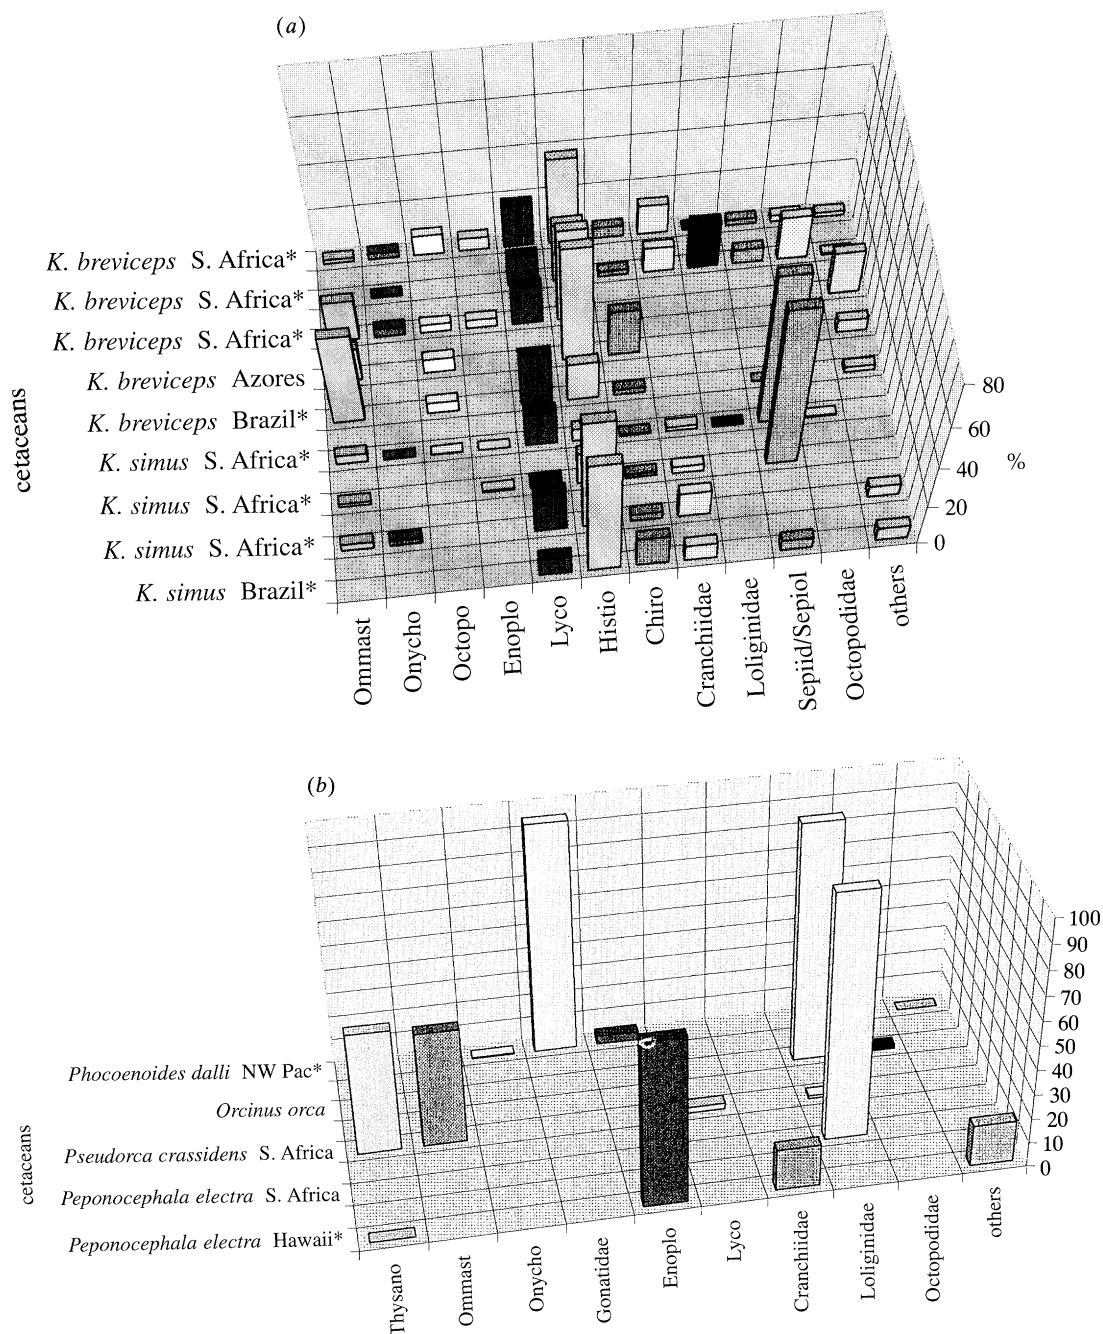 (a)
K. breviceps S. Africa*
K. breviceps S. Africa*
K. breviceps S. Africa*
K. breviceps Azores
K. breviceps Brazil*
K. simus S. Africa*
K. simus S. Africa*
K. simus S. Africa*
K. simus Brazil*
cetaceans
80
60
40
20
0
%
Ommast
Onycho
Octopo
Enoplo
Lyco
Histio
Chiro
Cranchiidae
Loliginidae
Sepiid/Sepiol
Octopodidae
others
(b)
Phocoenoides dalli NW Pac*
Orcinus orca
Pseudorca crassidens S. Africa
Peponocephala electra S. Africa
Peponocephala electra Hawaii*
cetaceans
100
90
80
70
60
50
40
30
20
10
0
Thysano
Ommast
Onycho
Gonatidae
Enoplo
Lyco
Cranchiidae
Loliginidae
Octopodidae
others